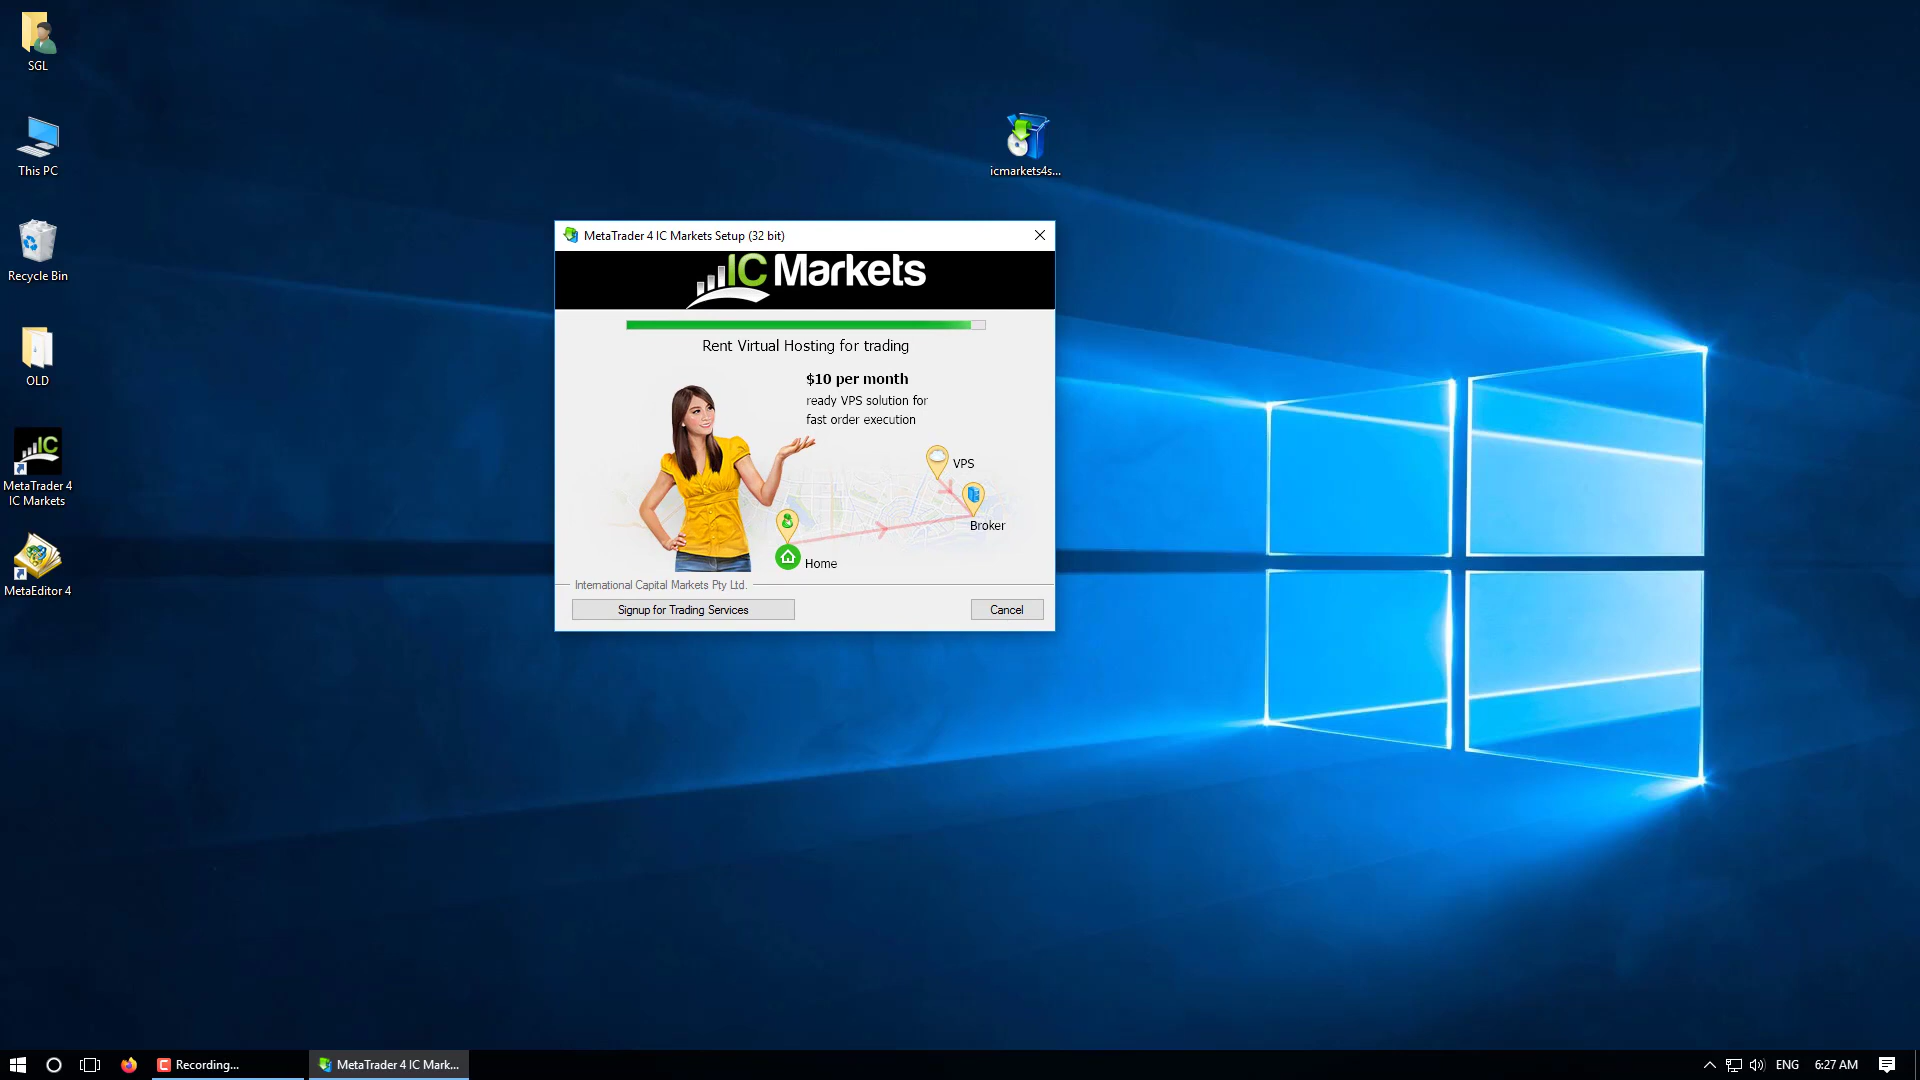 SGL
This PC
Recycle Bin
OLD
MetaTrader 4
IC Markets
MetaEditor 4
icmarkets4s...
MetaTrader 4 IC Markets Setup (32 bit)
IC Markets
Rent Virtual Hosting for trading
$10 per month
ready VPS solution for
fast order execution
VPS
Broker
Home
International Capital Markets Pty Ltd.
Signup for Trading Services
Cancel
Recording...
MetaTrader 4 IC Mark...
ENG
6:27 AM